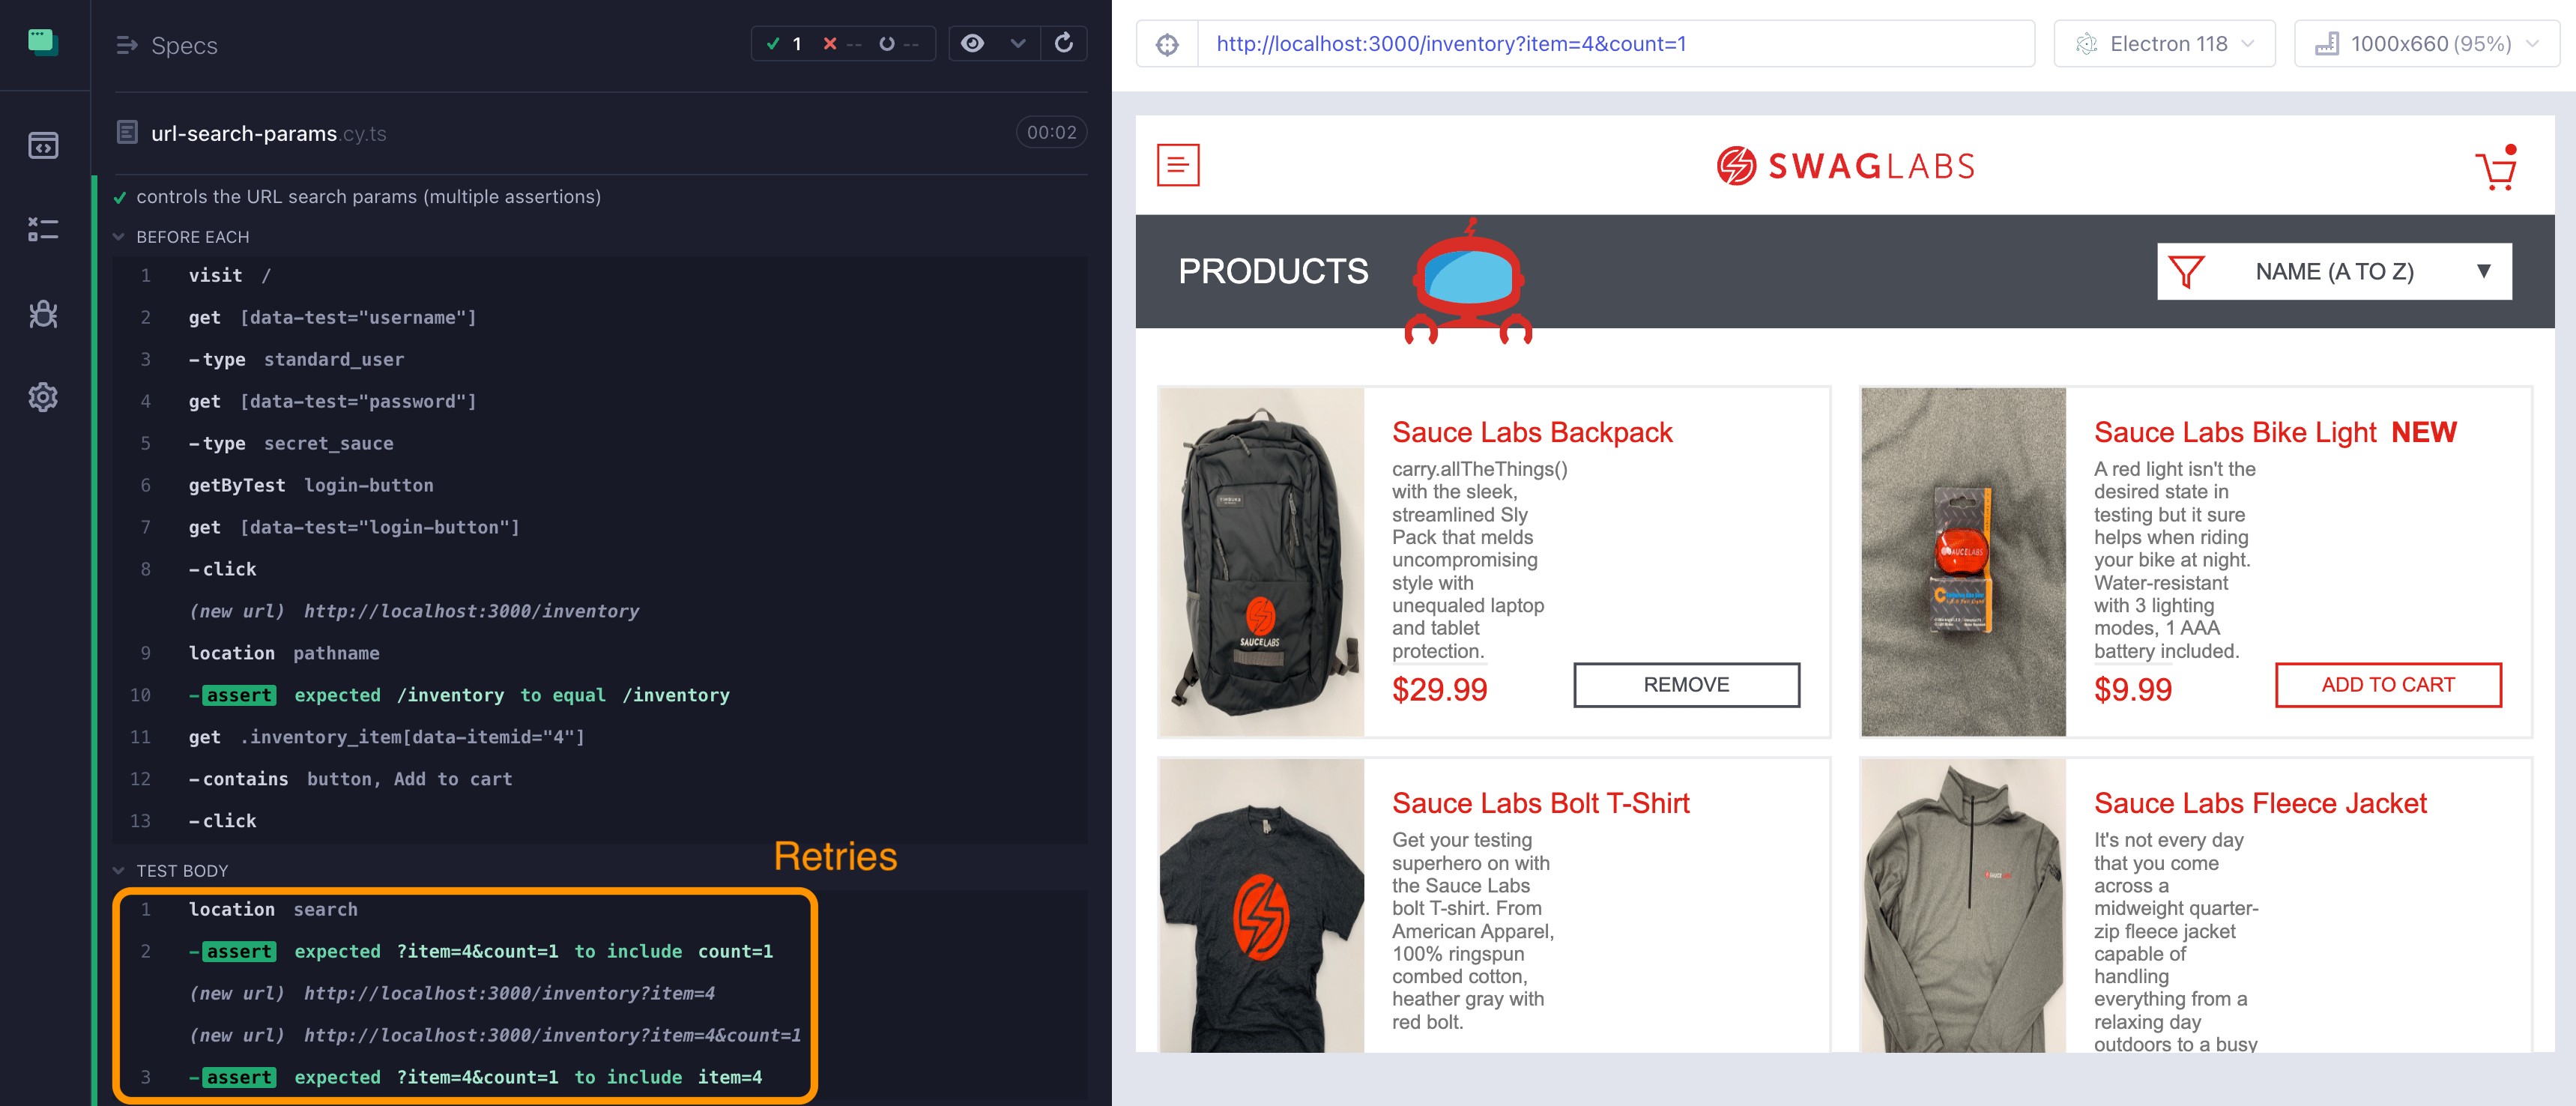 Specs
1 -- --
url-search-params.cy.ts 00:02
controls the URL search params (multiple assertions)
BEFORE EACH
1 visit /
2 get [data-test="username"]
3 -type standard_user
4 get [data-test="password"]
5 -type secret_sauce
6 getByTest login-button
7 get [data-test="login-button"]
8 -click
(new url) http://localhost:3000/inventory
9 location pathname
10 -assert expected /inventory to equal /inventory
11 get .inventory_item[data-itemid="4"]
12 -contains button, Add to cart
13 -click
Retries
TEST BODY
1 location search
2 -assert expected ?item=4&count=1 to include count=1
(new url) http://localhost:3000/inventory?item=4
(new url) http://localhost:3000/inventory?item=4&count=1
3 -assert expected ?item=4&count=1 to include item=4
http://localhost:3000/inventory?item=4&count=1
Electron 118
1000x660 (95%)
SWAGLABS
PRODUCTS
NAME (A TO Z)
Sauce Labs Backpack
carry.allTheThings()
with the sleek,
streamlined Sly
Pack that melds
uncompromising
style with
unequaled laptop
and tablet
protection.
$29.99
REMOVE
SAUCELABS
Sauce Labs Bike Light NEW
A red light isn't the
desired state in
testing but it sure
helps when riding
your bike at night.
Water-resistant
with 3 lighting
modes, 1 AAA
battery included.
$9.99
ADD TO CART
SAUCELABS
Sauce Labs Bolt T-Shirt
Get your testing
superhero on with
the Sauce Labs
bolt T-shirt. From
American Apparel,
100% ringspun
combed cotton,
heather gray with
red bolt.
Sauce Labs Fleece Jacket
It's not every day
that you come
across a
midweight quarter-
zip fleece jacket
capable of
handling
everything from a
relaxing day
outdoors to a busy